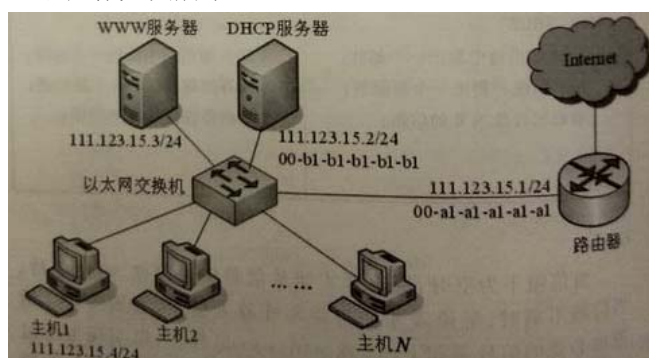 WWW服务器
DHCP服务器
Internet
111.123.15.3/24
111.123.15.2/24
00-b1-b1-b1-b1-b1
以太网交换机
111.123.15.1/24
00-a1-a1-a1-a1-a1
路由器
……
主机1
主机2
主机N
111.123.15.4/24